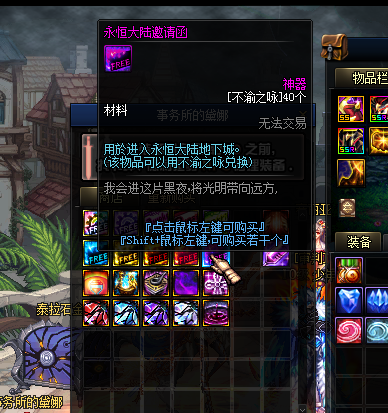 永恒大陆邀请函
FREE
神器
[不渝之咏]40个
材料
无法交易
事务所的黛娜
用於进入永恒大陆地下城。
(该物品可以用不渝之咏兑换)
我会进这片黑夜,将光明带向远方,
『点击鼠标左键可购买』
『Shift+鼠标左键,可购买若干个』
物品栏
装备
泰拉石
事务所的黛娜